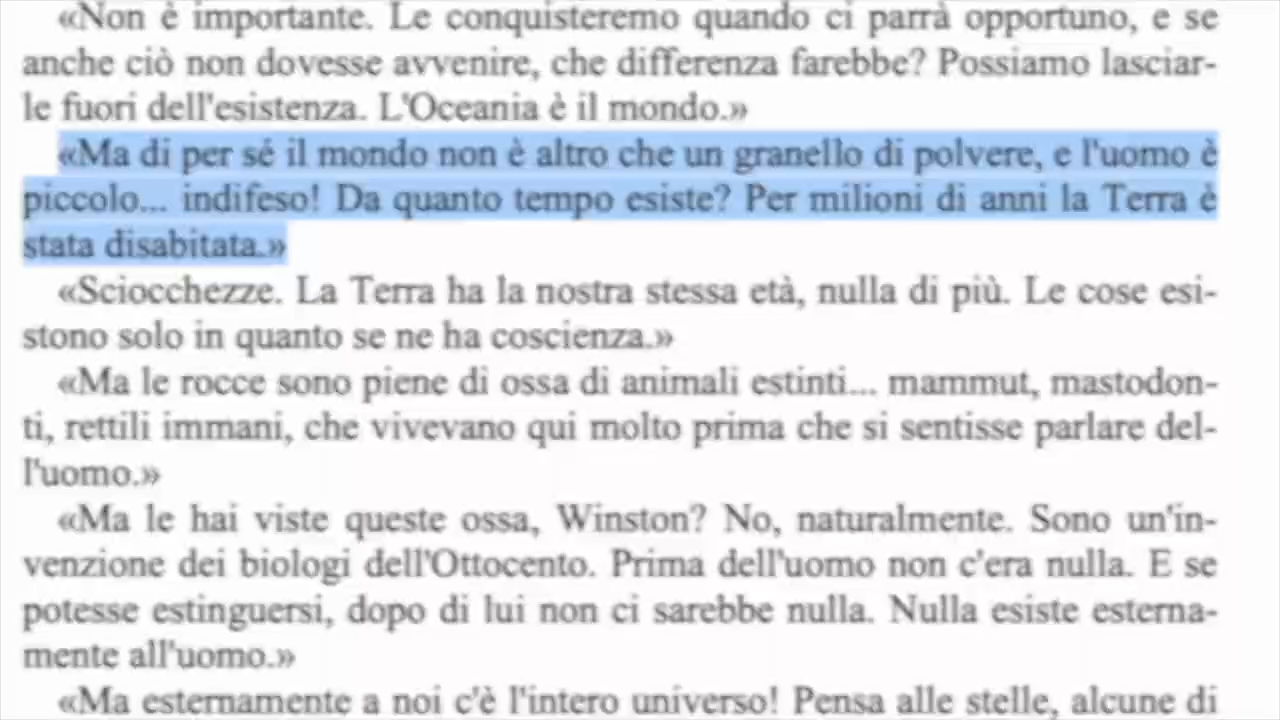 «Non è importante. Le conquisteremo quando ci parrà opportuno, e se
anche ciò non dovesse avvenire, che differenza farebbe? Possiamo lasciar-
le fuori dell'esistenza. L'Oceania è il mondo.»
«Ma di per sé il mondo non è altro che un granello di polvere, e l'uomo è
piccolo... indifeso! Da quanto tempo esiste? Per milioni di anni la Terra è
stata disabitata.»
«Sciocchezze. La Terra ha la nostra stessa età, nulla di più. Le cose esi-
stono solo in quanto se ne ha coscienza.»
«Ma le rocce sono piene di ossa di animali estinti... mammut, mastodon-
ti, rettili immani, che vivevano qui molto prima che si sentisse parlare del-
l'uomo.»
«Ma le hai viste queste ossa, Winston? No, naturalmente. Sono un'in-
venzione dei biologi dell'Ottocento. Prima dell'uomo non c'era nulla. E se
potesse estinguersi, dopo di lui non ci sarebbe nulla. Nulla esiste esterna-
mente all'uomo.»
«Ma esternamente a noi c'è l'intero universo! Pensa alle stelle, alcune di